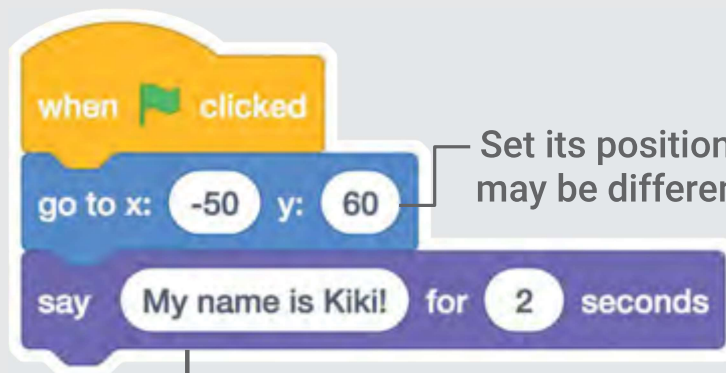 when clicked
Set its position
may be differen
go to x: -50 y: 60
say My name is Kiki! for 2 seconds